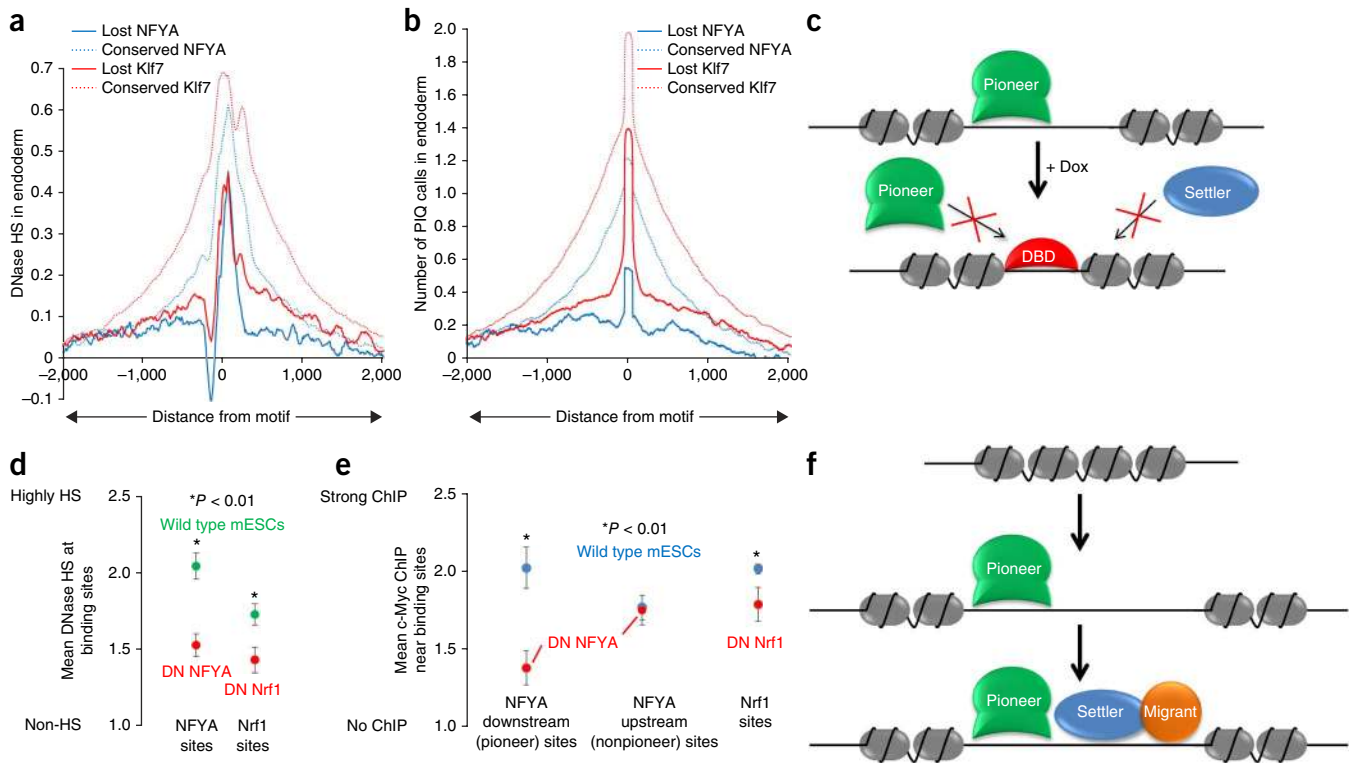 a
Lost NFYA
Conserved NFYA
Lost Klf7
Conserved Klf7
DNase HS in endoderm
0.7
0.6
0.5
0.4
0.3
0.2
0.1
0
–0.1
–2,000
–1,000
0
1,000
2,000
Distance from motif
b
Lost NFYA
Conserved NFYA
Lost Klf7
Conserved Klf7
Number of PIQ calls in endoderm
2.0
1.8
1.6
1.4
1.2
1.0
0.8
0.6
0.4
0.2
0
–2,000
–1,000
0
1,000
2,000
Distance from motif
c
Pioneer
+ Dox
Pioneer
Settler
DBD
d
Highly HS
Non-HS
Mean DNase HS at
binding sites
2.5
2.0
1.5
1.0
*P < 0.01
Wild type mESCs
*
*
DN NFYA
DN Nrf1
NFYA
sites
Nrf1
sites
e
Strong ChIP
No ChIP
Mean c-Myc ChIP
near binding sites
2.5
2.0
1.5
1.0
*P < 0.01
Wild type mESCs
*
*
DN NFYA
DN Nrf1
NFYA
downstream
(pioneer) sites
NFYA
upstream
(nonpioneer) sites
Nrf1
sites
f
Pioneer
Pioneer
Settler
Migrant